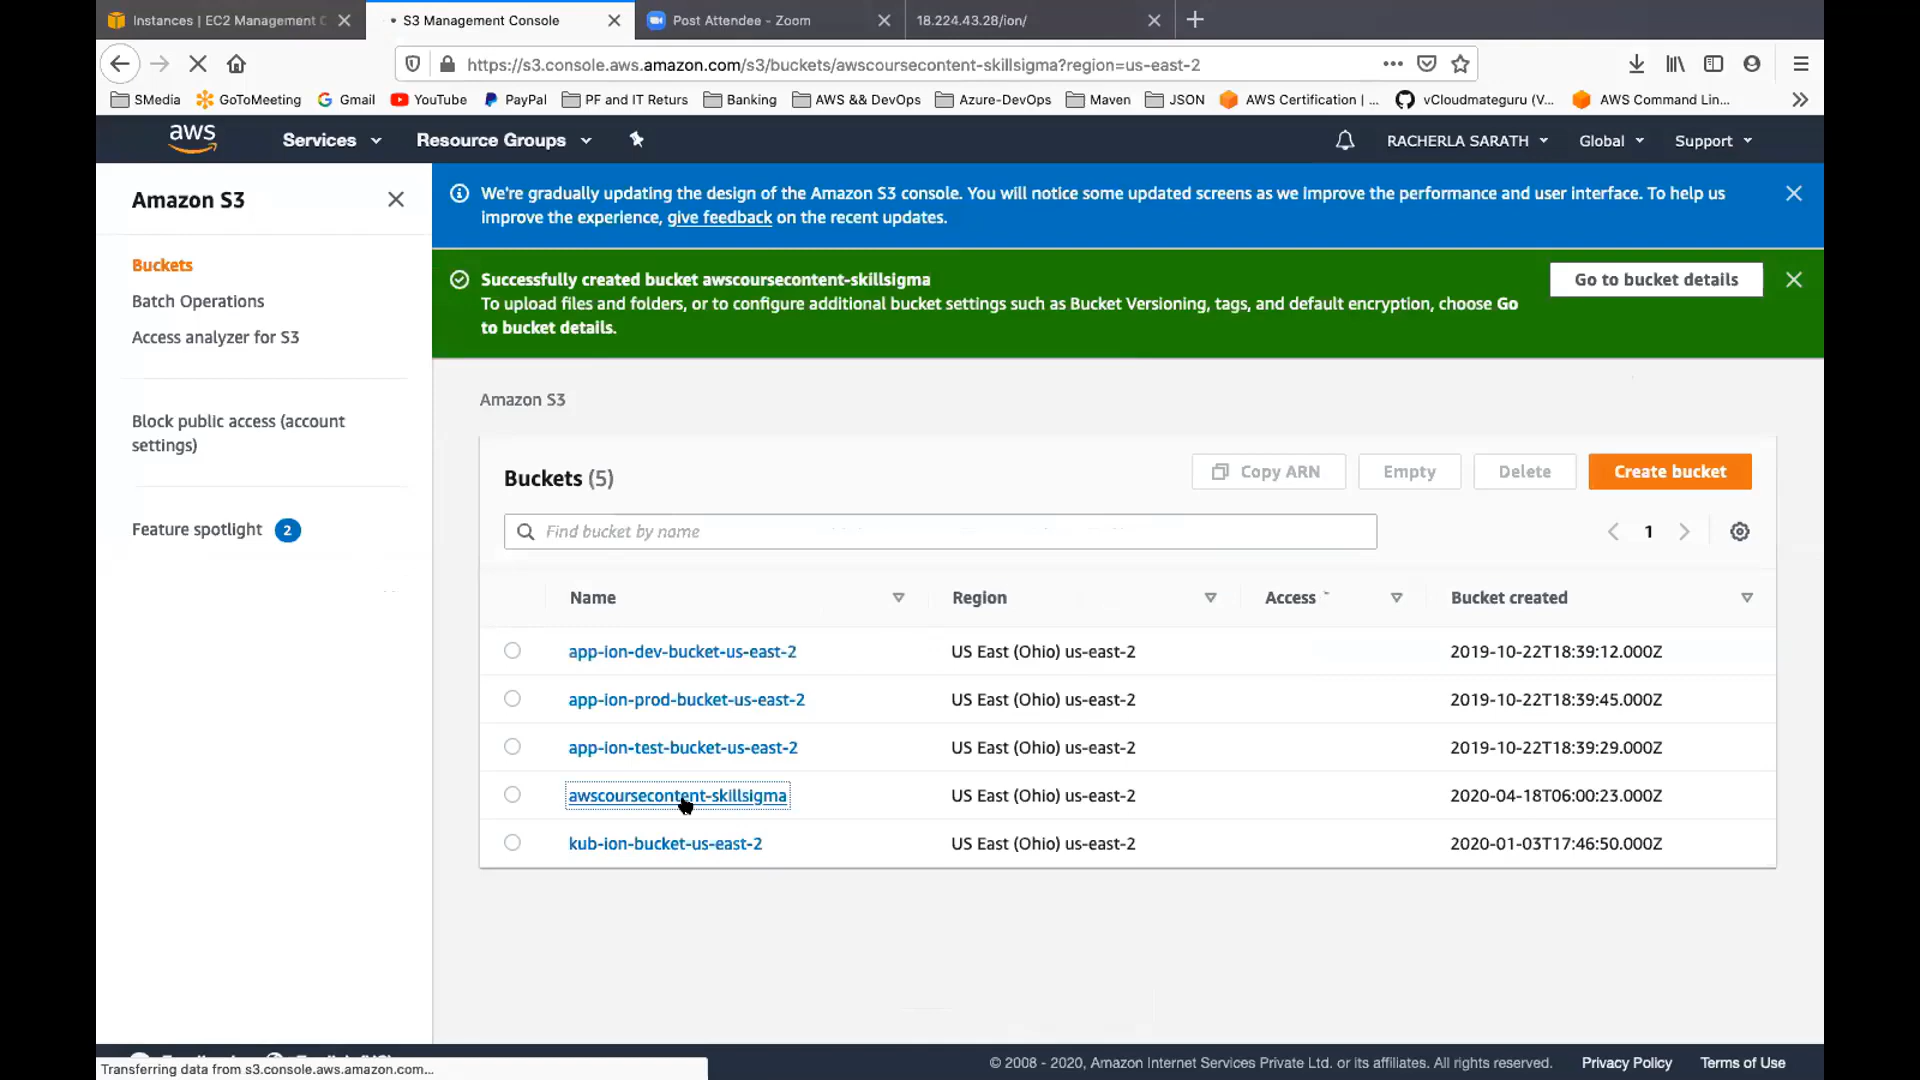 Instances | EC2 Management C
S3 Management Console
Post Attendee - Zoom
18.224.43.28/ion/
https://s3.console.aws.amazon.com/s3/buckets/awscoursecontent-skillsigma?region=us-east-2
SMedia
GoToMeeting
Gmail
YouTube
PayPal
PF and IT Returs
Banking
AWS && DevOps
Azure-DevOps
Maven
JSON
AWS Certification | ...
vCloudmateguru (V...
AWS Command Lin...
aws
Services
Resource Groups
RACHERLA SARATH
Global
Support
Amazon S3
Buckets
Batch Operations
Access analyzer for S3
Block public access (account
settings)
Feature spotlight 2
We're gradually updating the design of the Amazon S3 console. You will notice some updated screens as we improve the performance and user interface. To help us
improve the experience, give feedback on the recent updates.
Successfully created bucket awscoursecontent-skillsigma
To upload files and folders, or to configure additional bucket settings such as Bucket Versioning, tags, and default encryption, choose Go
to bucket details.
Go to bucket details
Amazon S3
Buckets (5)
Copy ARN
Empty
Delete
Create bucket
Find bucket by name
1
Name Region Access Bucket created
app-ion-dev-bucket-us-east-2 US East (Ohio) us-east-2 2019-10-22T18:39:12.000Z
app-ion-prod-bucket-us-east-2 US East (Ohio) us-east-2 2019-10-22T18:39:45.000Z
app-ion-test-bucket-us-east-2 US East (Ohio) us-east-2 2019-10-22T18:39:29.000Z
awscoursecontent-skillsigma US East (Ohio) us-east-2 2020-04-18T06:00:23.000Z
kub-ion-bucket-us-east-2 US East (Ohio) us-east-2 2020-01-03T17:46:50.000Z
© 2008 - 2020, Amazon Internet Services Private Ltd. or its affiliates. All rights reserved.
Privacy Policy
Terms of Use
Transferring data from s3.console.aws.amazon.com...